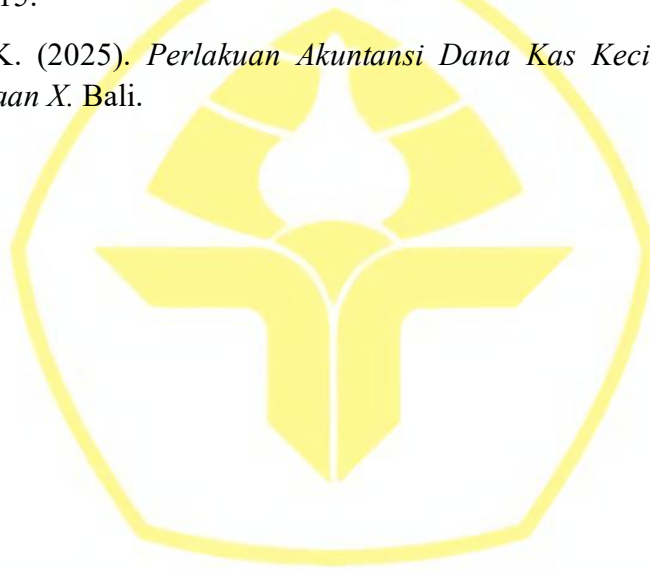 K. (2025). Perlakuan Akuntansi Dana Kas Keci
aan X. Bali.